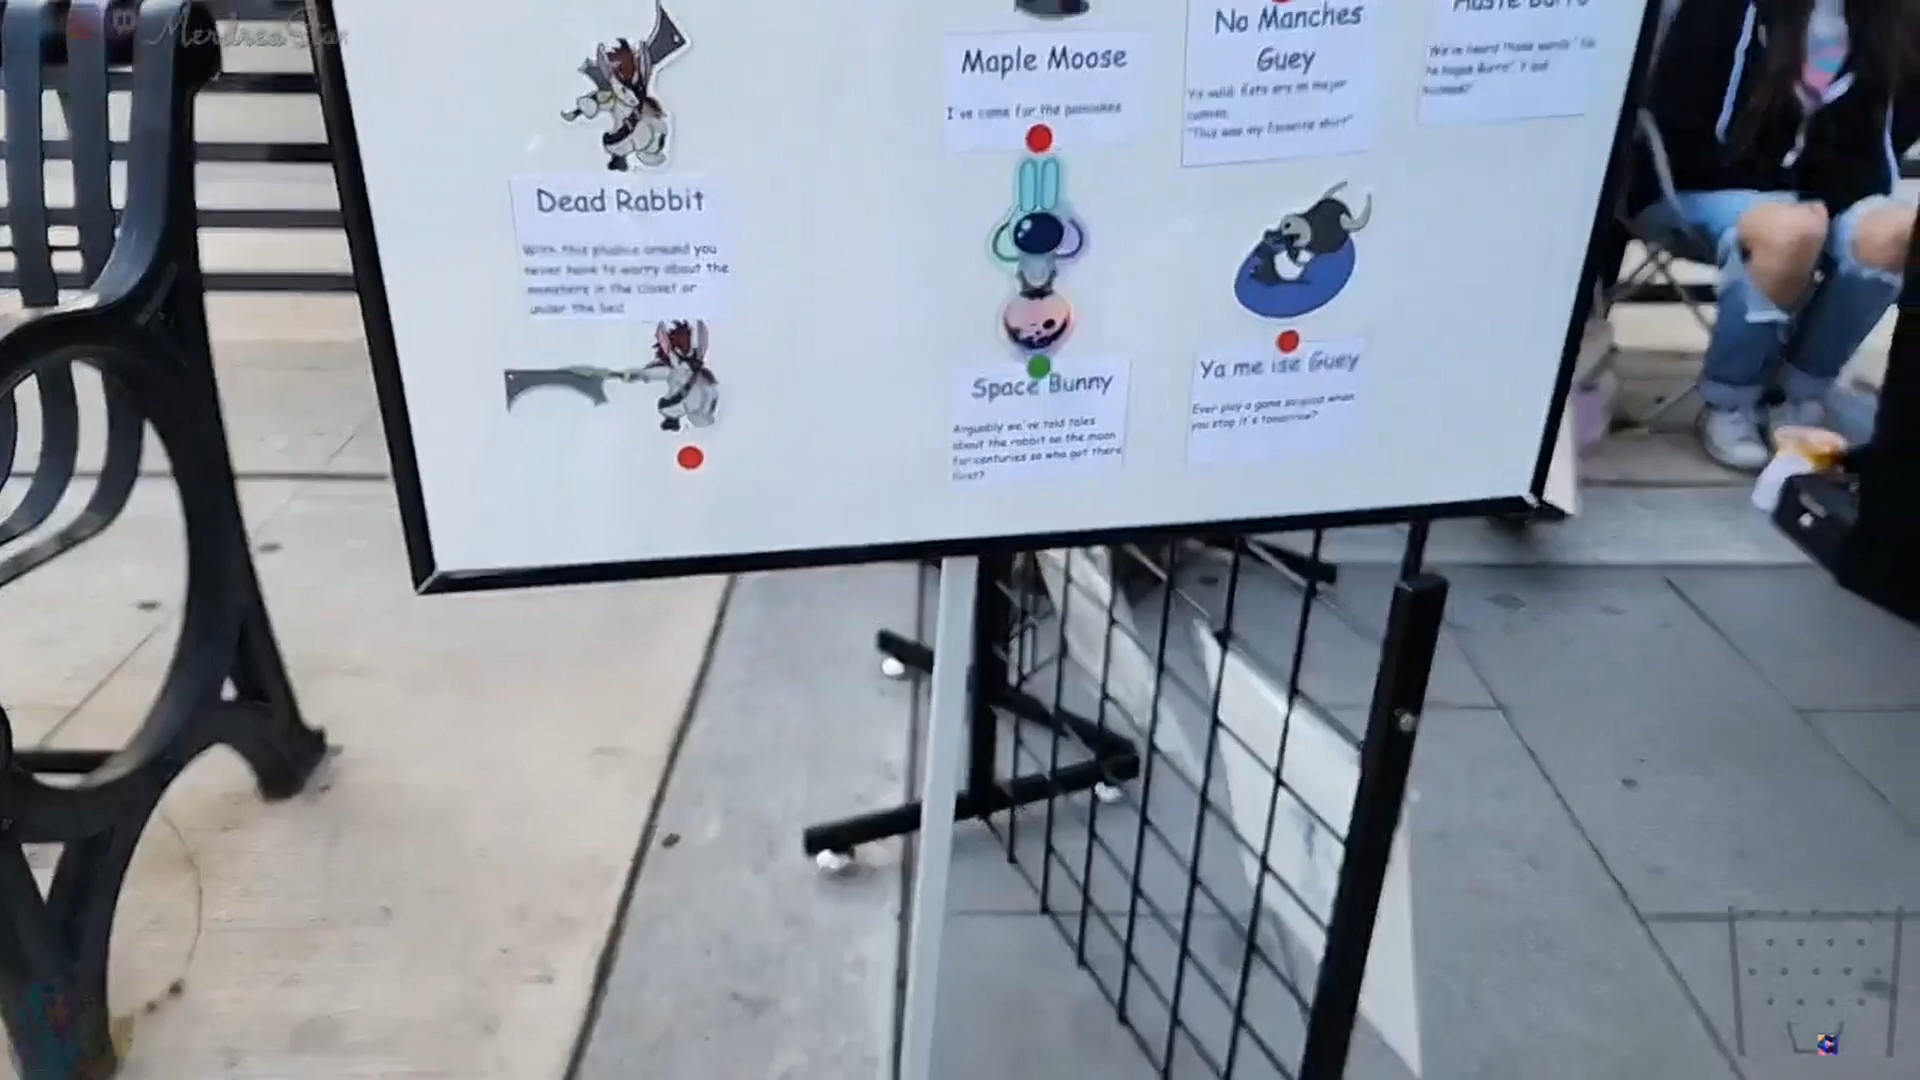 Merdrea Star
Maple Moose
I've come for the pancakes
No Manches
Guey
"This was my favorite shirt"
Dead Rabbit
With this plushie around you
never have to worry about the
monsters in the closet or
under the bed
Space Bunny
Arguably we've told tales
about the rabbit on the moon
for centuries so who got there
first?
Ya me ise Guey
Ever play a game so good when
you stop it's tomorrow?